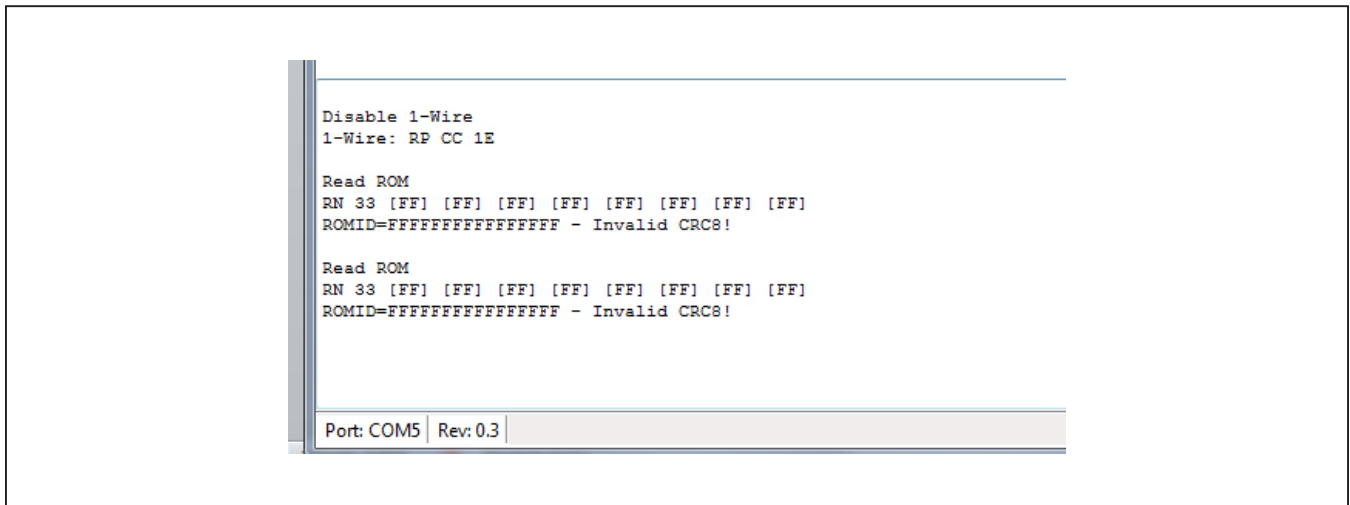 Disable 1-Wire
1-Wire: RP CC 1E
Read ROM
RN 33 [FF] [FF] [FF] [FF] [FF] [FF] [FF] [FF]
ROMID=FFFFFFFFFFFFFFFF - Invalid CRC8!
Read ROM
RN 33 [FF] [FF] [FF] [FF] [FF] [FF] [FF] [FF]
ROMID=FFFFFFFFFFFFFFFF - Invalid CRC8!
Port: COM5 Rev: 0.3